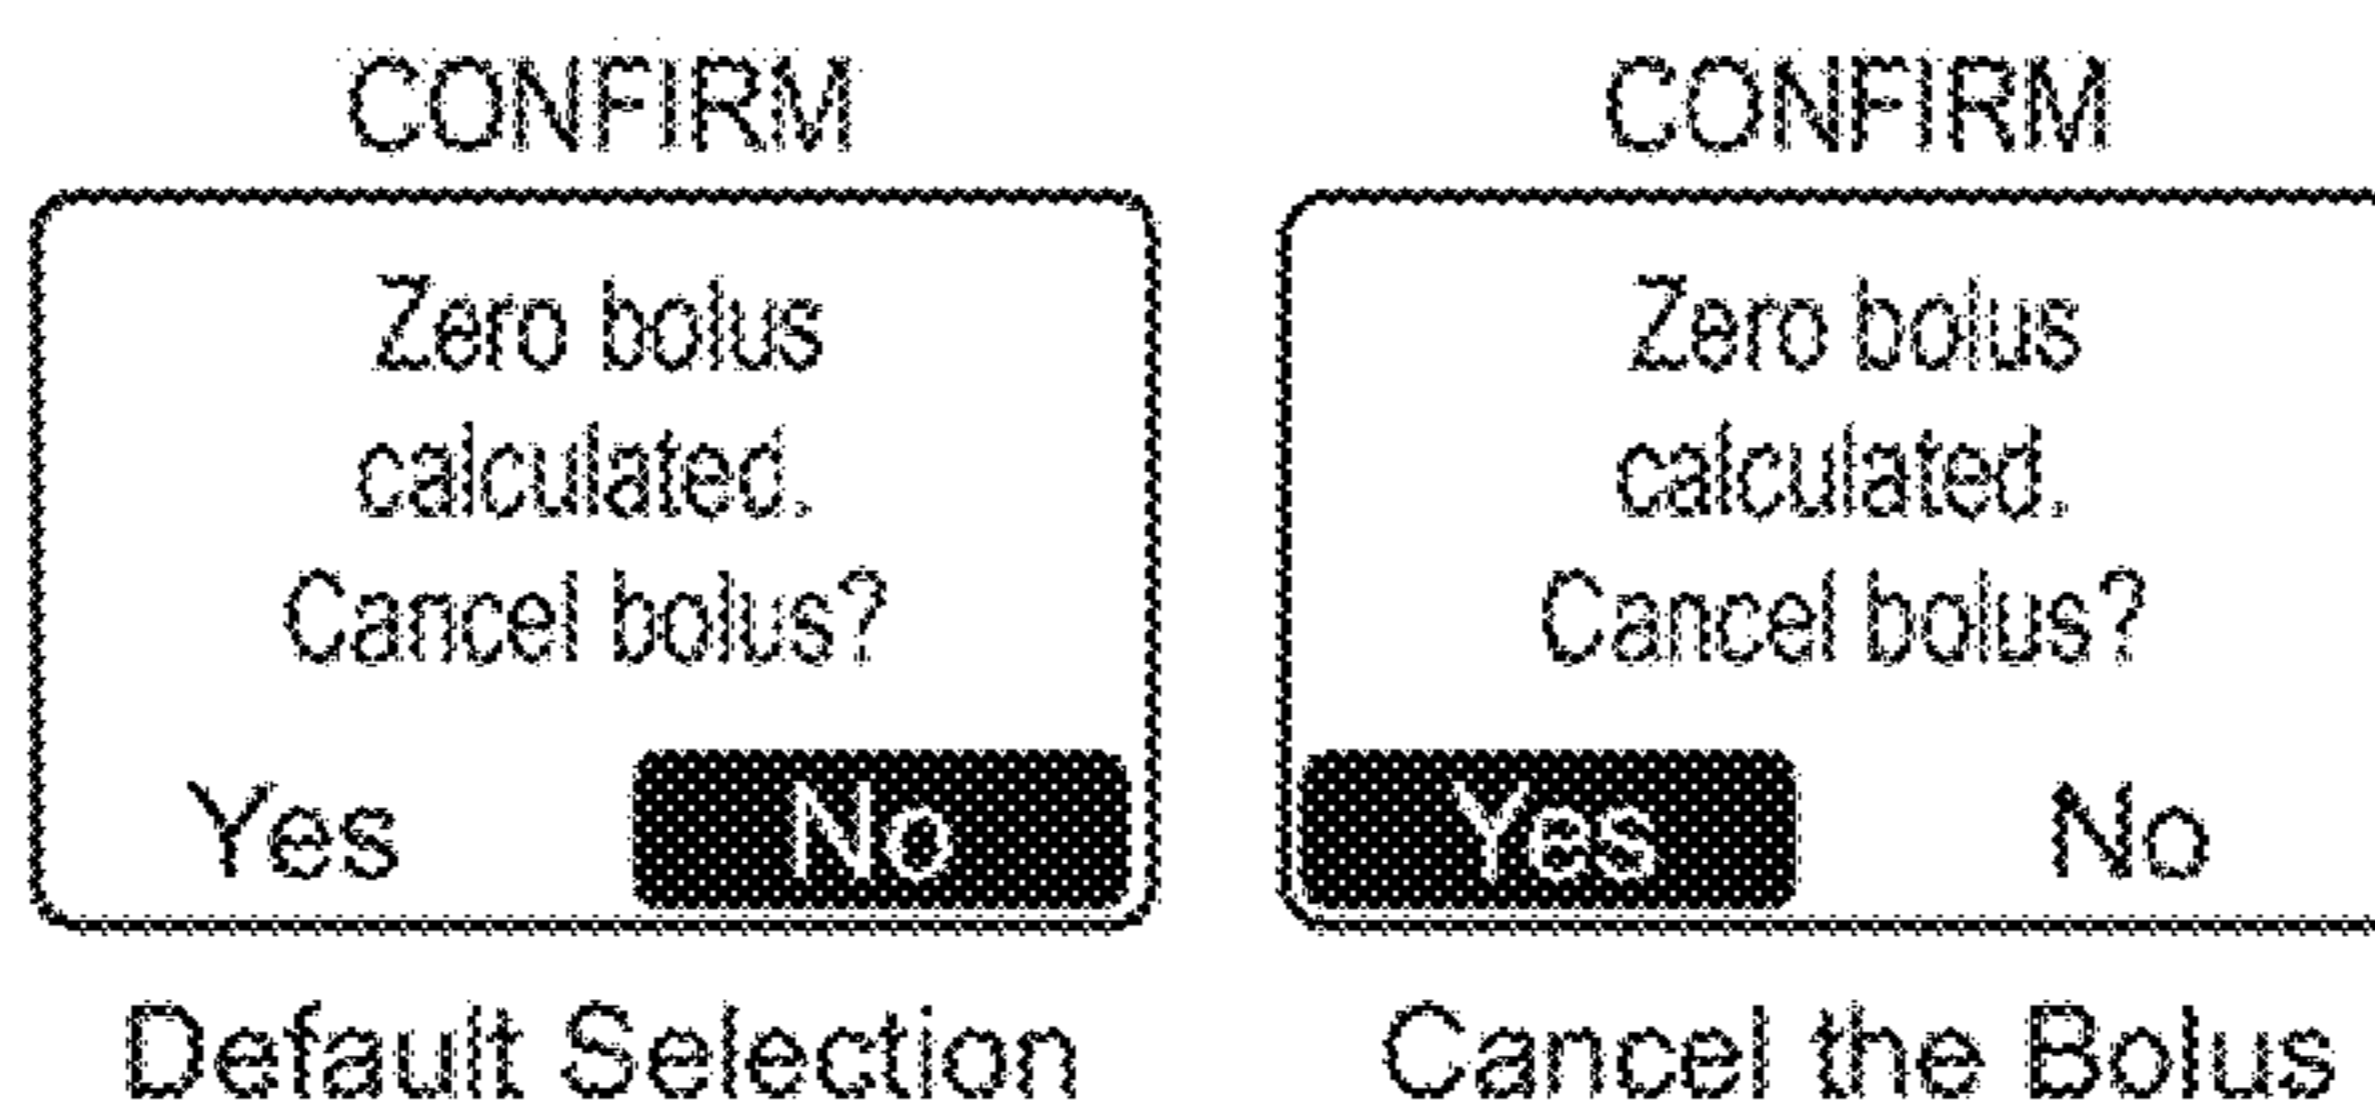 CONFIRM
Zero bolus
calculated.
Cancel bolus?
Yes No
Default Selection
CONFIRM
Zero bolus
calculated.
Cancel bolus?
Yes No
Cancel the Bolus